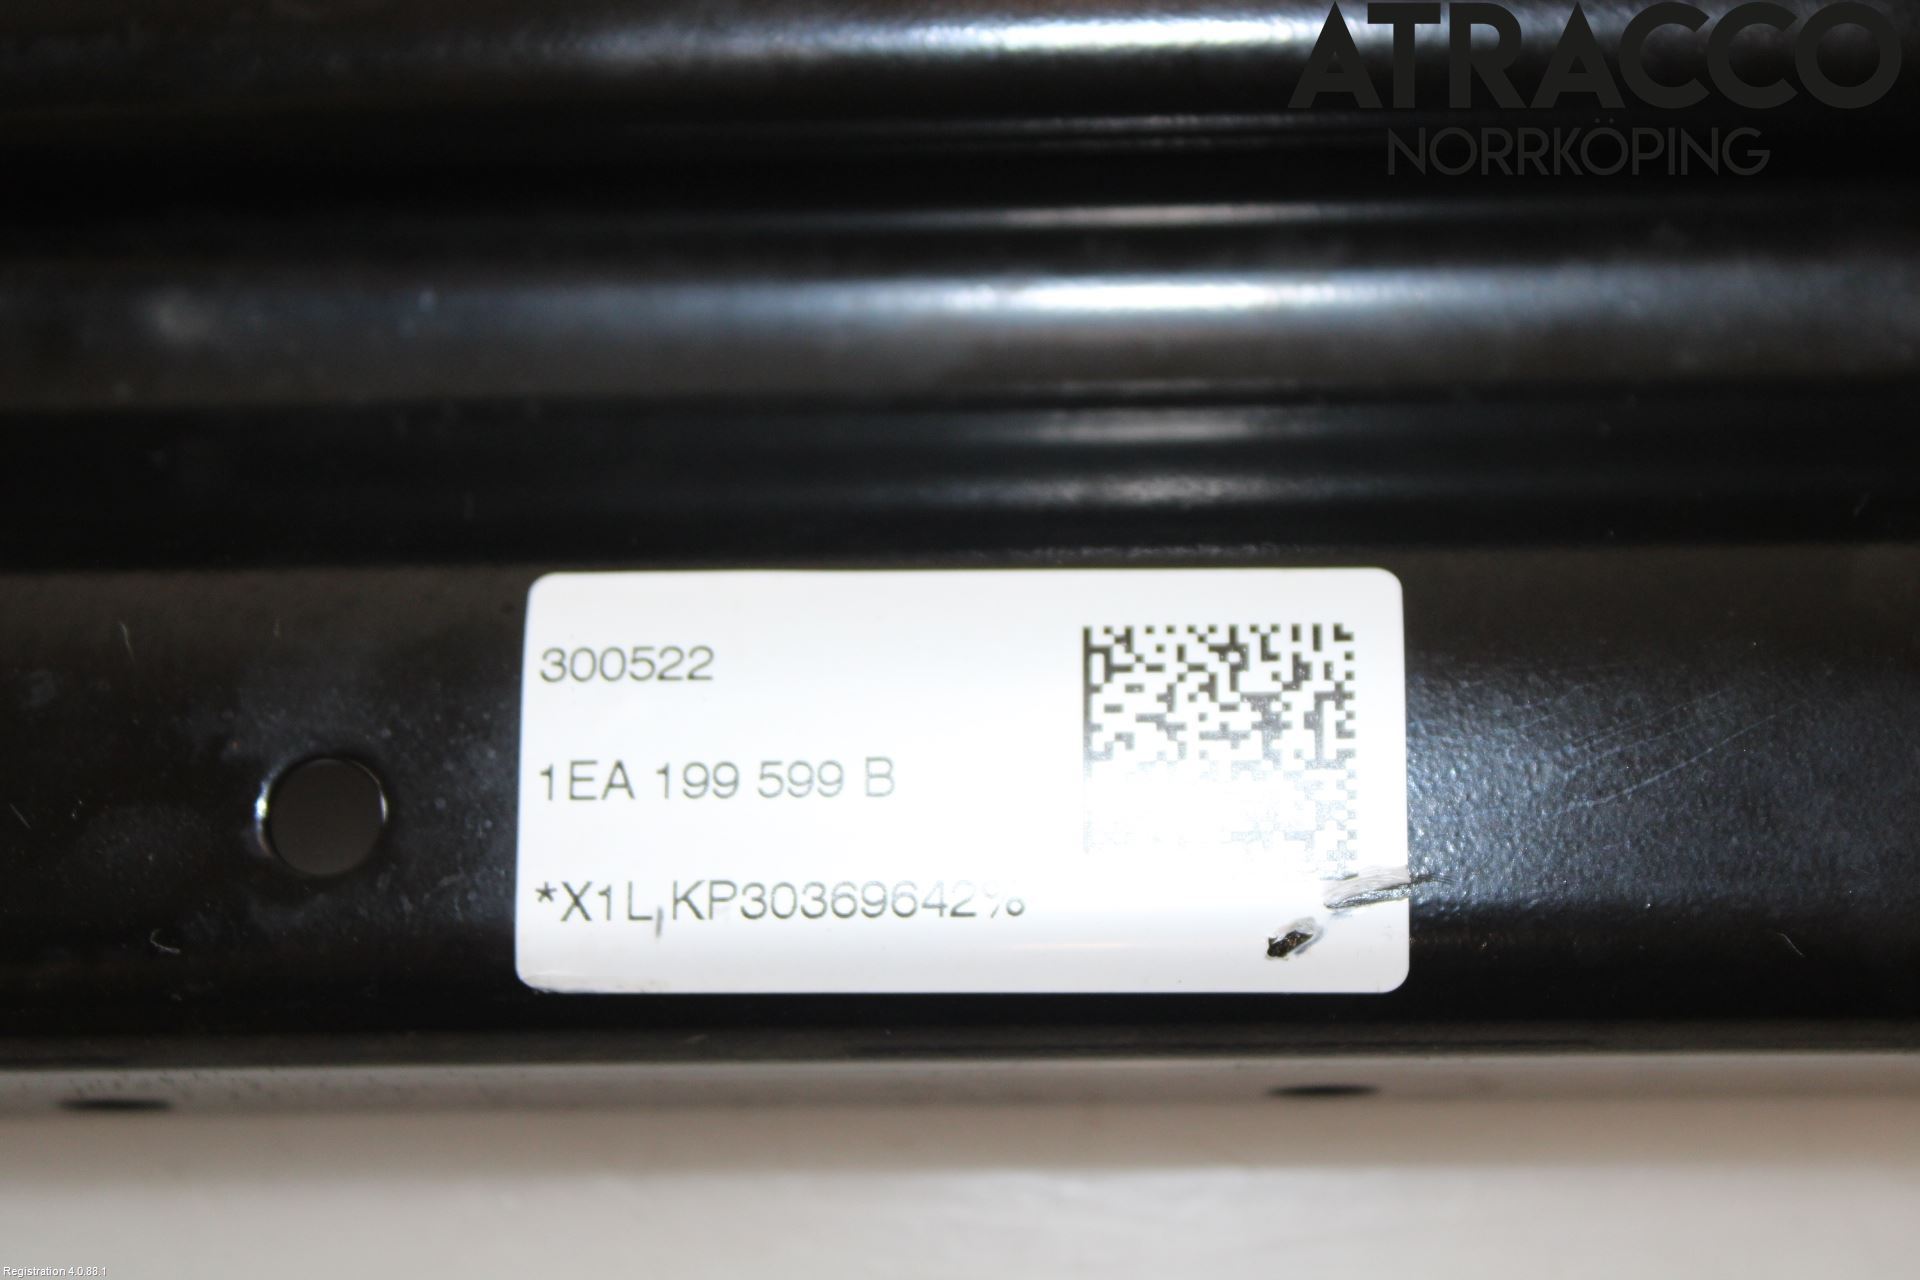 ATRACCO
NORRKÖPING
300522
1EA 199 599 B
*X1L KP30369642%
Registration 4.0.88.1